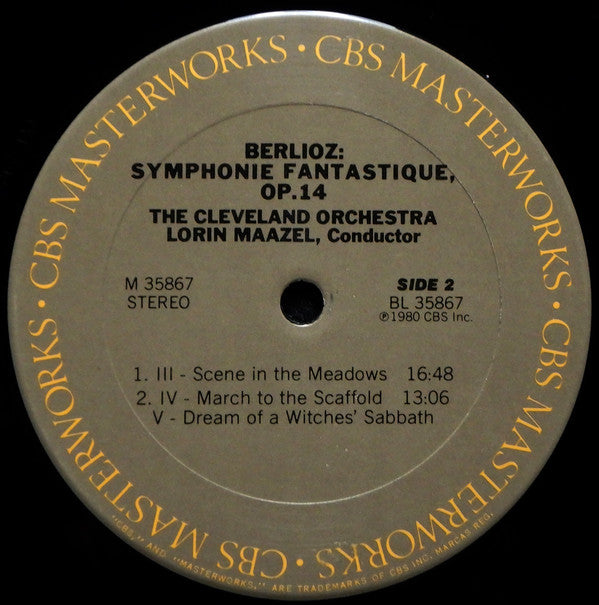 CBS MASTERWORKS • CBS MASTERWORKS • CBS MASTERWORKS • CBS MASTERWORKS • CBS MASTERWORKS •
BERLIOZ:
SYMPHONIE FANTASTIQUE,
OP.14
THE CLEVELAND ORCHESTRA
LORIN MAAZEL, Conductor
M 35867
STEREO
SIDE 2
BL 35867
℗1980 CBS Inc.
1. III - Scene in the Meadows 16:48
2. IV - March to the Scaffold 13:06
V - Dream of a Witches' Sabbath
"CBS," AND "MASTERWORKS," ARE TRADEMARKS OF CBS INC. MARCAS REG.